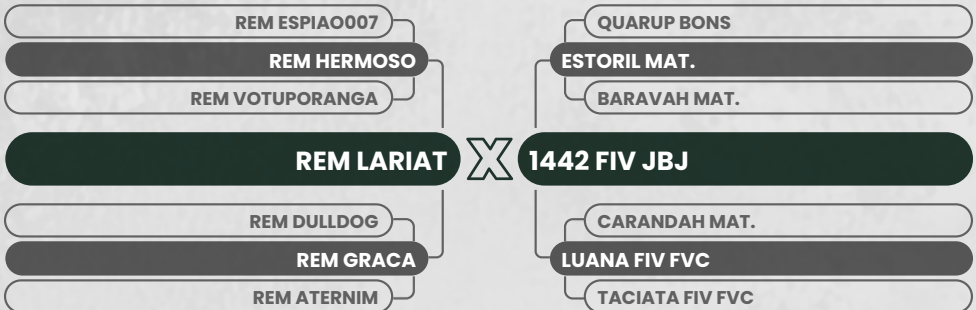 REM ESPIAO007
QUARUP BONS
REM HERMOSO
ESTORIL MAT.
REM VOTUPORANGA
BARAVAH MAT.
REM LARIAT X 1442 FIV JBJ
REM DULLDOG
CARANDAH MAT.
REM GRACA
LUANA FIV FVC
REM ATERNIM
TACIATA FIV FVC